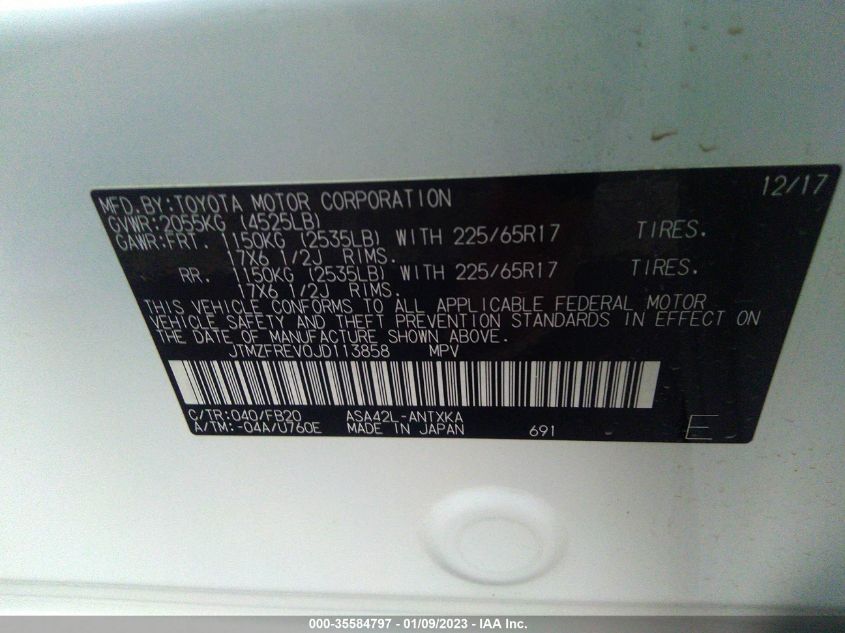 MFD.BY:TOYOTA MOTOR CORPORATION 12/17
GVWR:2055KG (4525LB)
GAWR:FRT. 1150KG (2535LB) WITH 225/65R17 TIRES.
17X6 1/2J RIMS.
RR. 1150KG (2535LB) WITH 225/65R17 TIRES.
17X6 1/2J RIMS.
THIS VEHICLE CONFORMS TO ALL APPLICABLE FEDERAL MOTOR
VEHICLE SAFETY AND THEFT PREVENTION STANDARDS IN EFFECT ON
THE DATE OF MANUFACTURE SHOWN ABOVE.
JTMZFREV0JD113858 MPV
C/TR:040/FB20 ASA42L-ANTXKA
A/TM:-04A/U760E MADE IN JAPAN 691 E
000-35584797 - 01/09/2023 - IAA Inc.